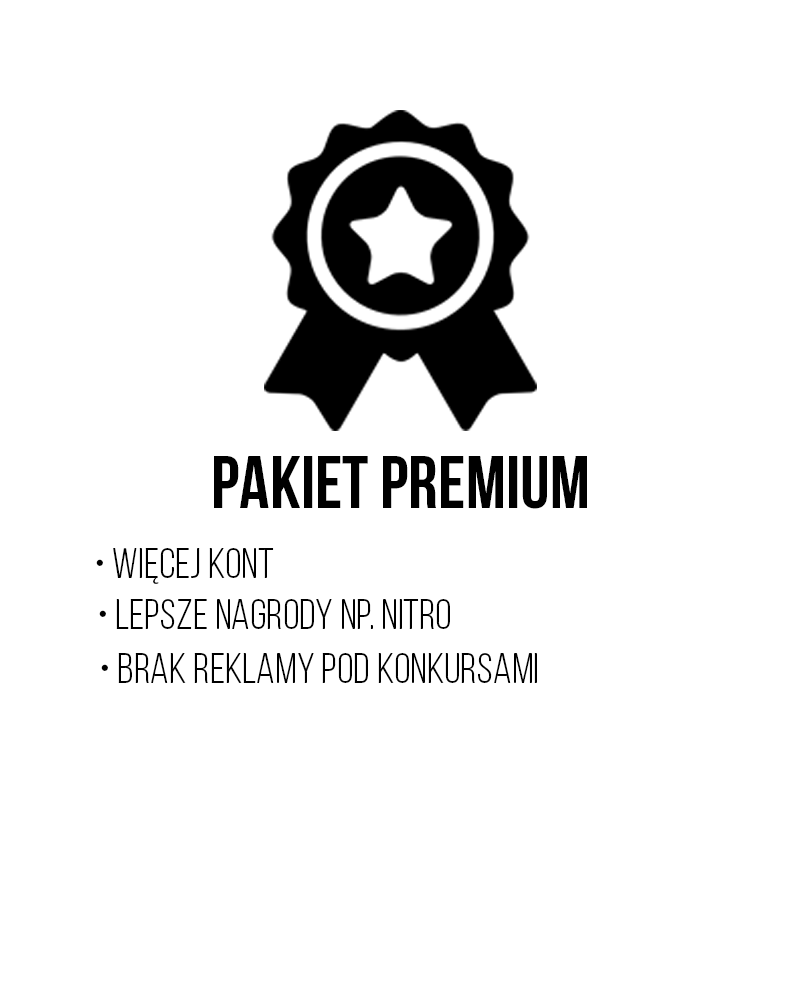 PAKIET PREMIUM
• WIĘCEJ KONT
• LEPSZE NAGRODY NP. NITRO
• BRAK REKLAMY POD KONKURSAMI